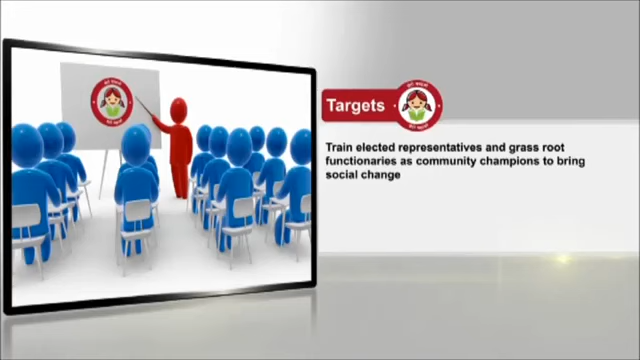 Targets
Train elected representatives and grass root
functionaries as community champions to bring
social change